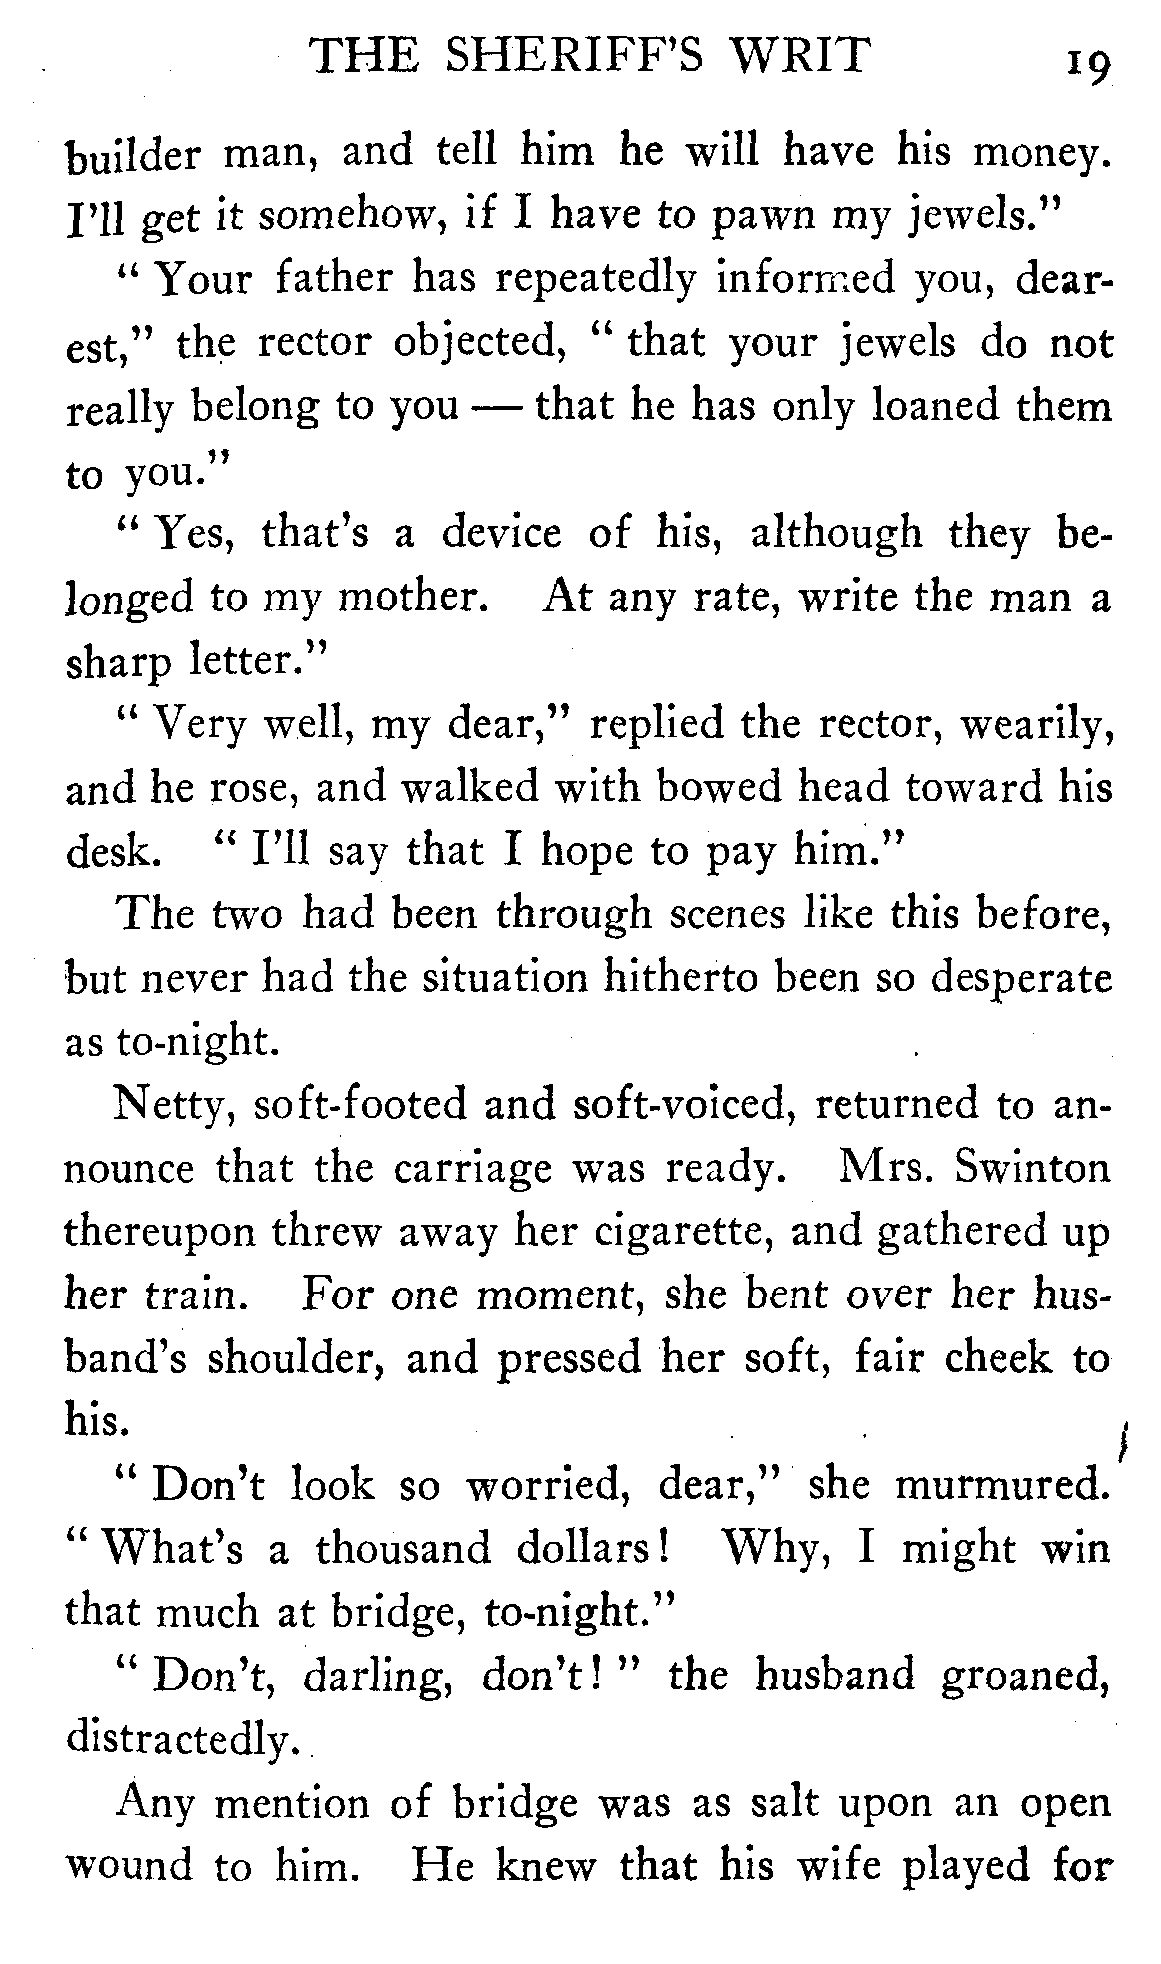 THE SHERIFF'S WRIT 19
builder man, and tell him he will have his money.
I'll get it somehow, if I have to pawn my jewels."
" Your father has repeatedly informed you, dear-
est," the rector objected, " that your jewels do not
really belong to you — that he has only loaned them
to you."
" Yes, that's a device of his, although they be-
longed to my mother. At any rate, write the man a
sharp letter."
" Very well, my dear," replied the rector, wearily,
and he rose, and walked with bowed head toward his
desk. " I'll say that I hope to pay him."
The two had been through scenes like this before,
but never had the situation hitherto been so desperate
as to-night.
Netty, soft-footed and soft-voiced, returned to an-
nounce that the carriage was ready. Mrs. Swinton
thereupon threw away her cigarette, and gathered up
her train. For one moment, she bent over her hus-
band's shoulder, and pressed her soft, fair cheek to
his.
" Don't look so worried, dear," she murmured.
" What's a thousand dollars! Why, I might win
that much at bridge, to-night."
" Don't, darling, don't! " the husband groaned,
distractedly.
Any mention of bridge was as salt upon an open
wound to him. He knew that his wife played for